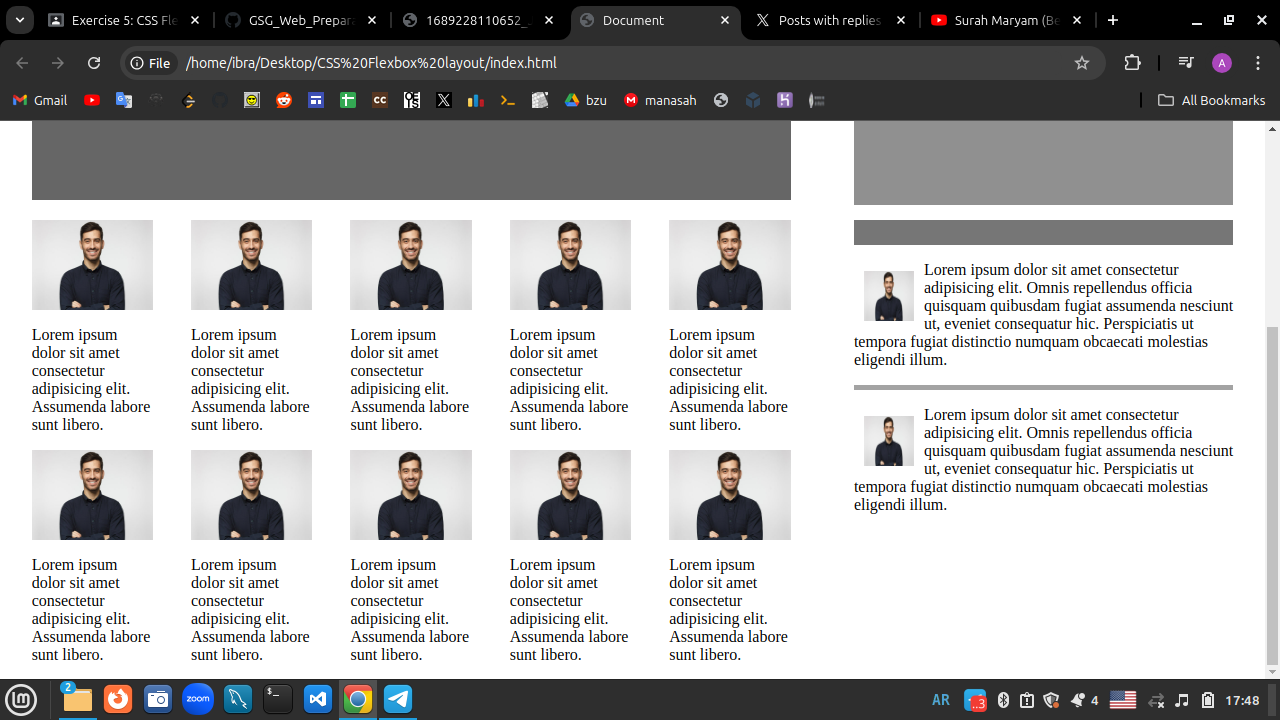 Exercise 5: CSS Fle
GSG_Web_Prepara
1689228110652_
Document
Posts with replies
Surah Maryam (Be
File
/home/ibra/Desktop/CSS%20Flexbox%20layout/index.html
A
Gmail
CC
bzu
M
manasah
All Bookmarks
Lorem ipsum
dolor sit amet
consectetur
adipisicing elit.
Assumenda labore
sunt libero.
Lorem ipsum
dolor sit amet
consectetur
adipisicing elit.
Assumenda labore
sunt libero.
Lorem ipsum
dolor sit amet
consectetur
adipisicing elit.
Assumenda labore
sunt libero.
Lorem ipsum
dolor sit amet
consectetur
adipisicing elit.
Assumenda labore
sunt libero.
Lorem ipsum
dolor sit amet
consectetur
adipisicing elit.
Assumenda labore
sunt libero.
Lorem ipsum
dolor sit amet
consectetur
adipisicing elit.
Assumenda labore
sunt libero.
Lorem ipsum
dolor sit amet
consectetur
adipisicing elit.
Assumenda labore
sunt libero.
Lorem ipsum
dolor sit amet
consectetur
adipisicing elit.
Assumenda labore
sunt libero.
Lorem ipsum
dolor sit amet
consectetur
adipisicing elit.
Assumenda labore
sunt libero.
Lorem ipsum
dolor sit amet
consectetur
adipisicing elit.
Assumenda labore
sunt libero.
Lorem ipsum dolor sit amet consectetur
adipisicing elit. Omnis repellendus officia
quisquam quibusdam fugiat assumenda nesciunt
ut, eveniet consequatur hic. Perspiciatis ut
tempora fugiat distinctio numquam obcaecati molestias
eligendi illum.
Lorem ipsum dolor sit amet consectetur
adipisicing elit. Omnis repellendus officia
quisquam quibusdam fugiat assumenda nesciunt
ut, eveniet consequatur hic. Perspiciatis ut
tempora fugiat distinctio numquam obcaecati molestias
eligendi illum.
2
zoom
$_
AR
..3
4
17:48